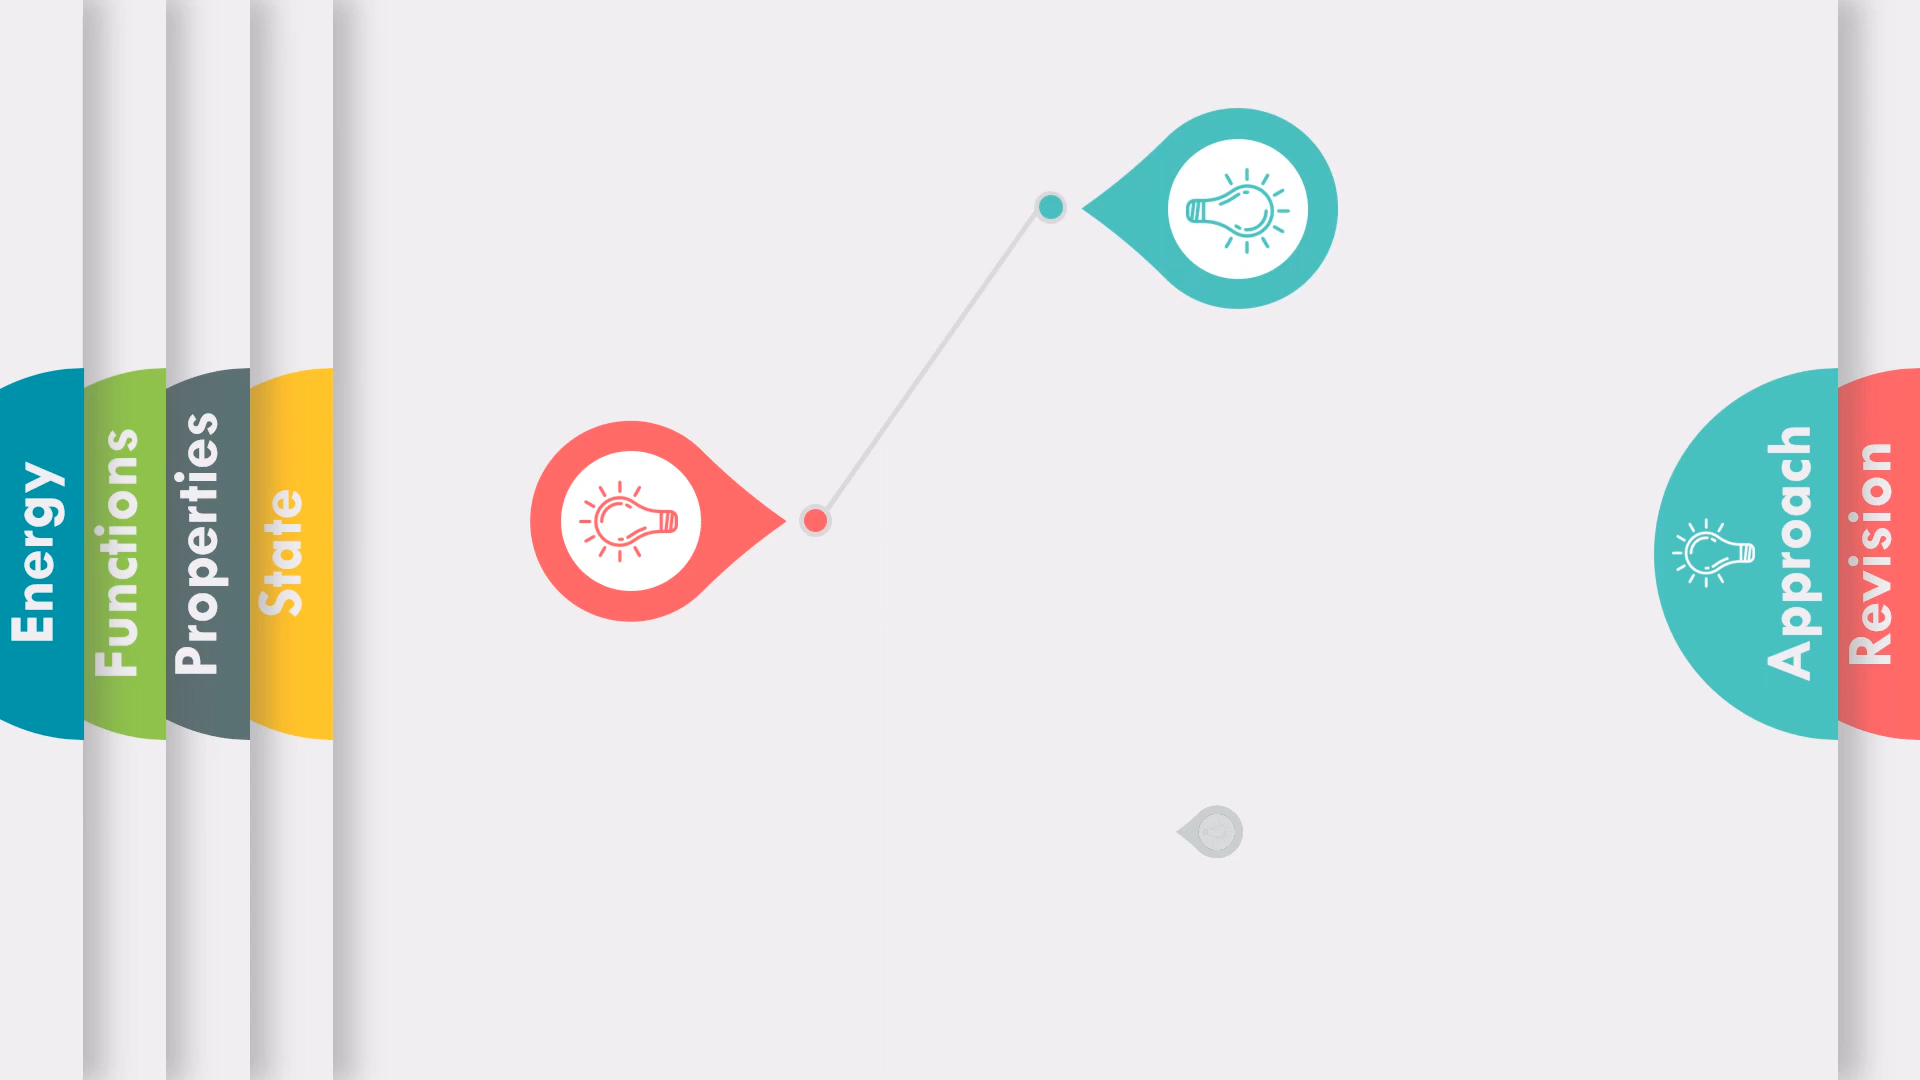 Energy
Functions
Properties
State
Approach
Revision